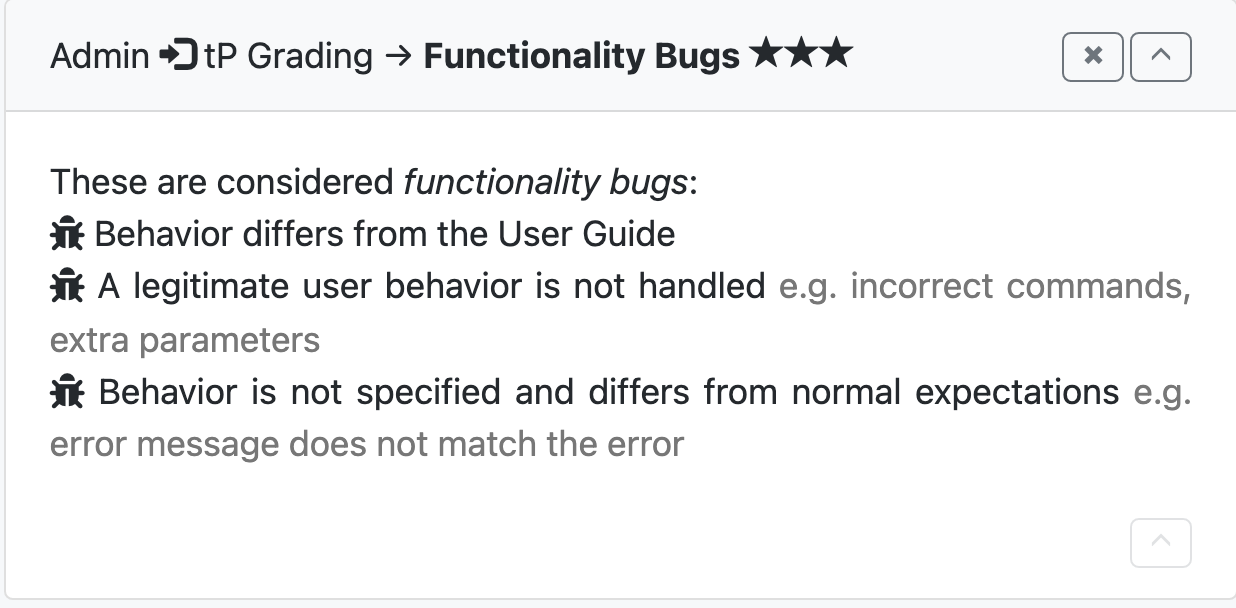 Admin tP Grading → Functionality Bugs ★★★
These are considered functionality bugs:
Behavior differs from the User Guide
A legitimate user behavior is not handled e.g. incorrect commands,
extra parameters
Behavior is not specified and differs from normal expectations e.g.
error message does not match the error